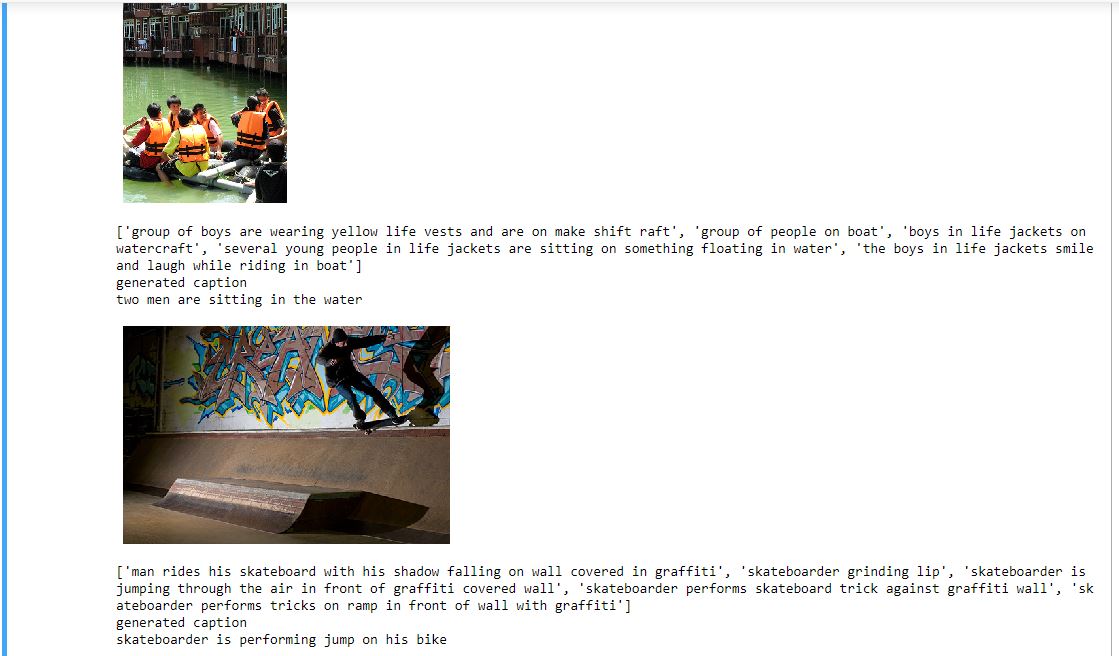 ['group of boys are wearing yellow life vests and are on make shift raft', 'group of people on boat', 'boys in life jackets on
watercraft', 'several young people in life jackets are sitting on something floating in water', 'the boys in life jackets smile
and laugh while riding in boat']
generated caption
two men are sitting in the water
['man rides his skateboard with his shadow falling on wall covered in graffiti', 'skateboarder grinding lip', 'skateboarder is
jumping through the air in front of graffiti covered wall', 'skateboarder performs skateboard trick against graffiti wall', 'sk
ateboarder performs tricks on ramp in front of wall with graffiti']
generated caption
skateboarder is performing jump on his bike